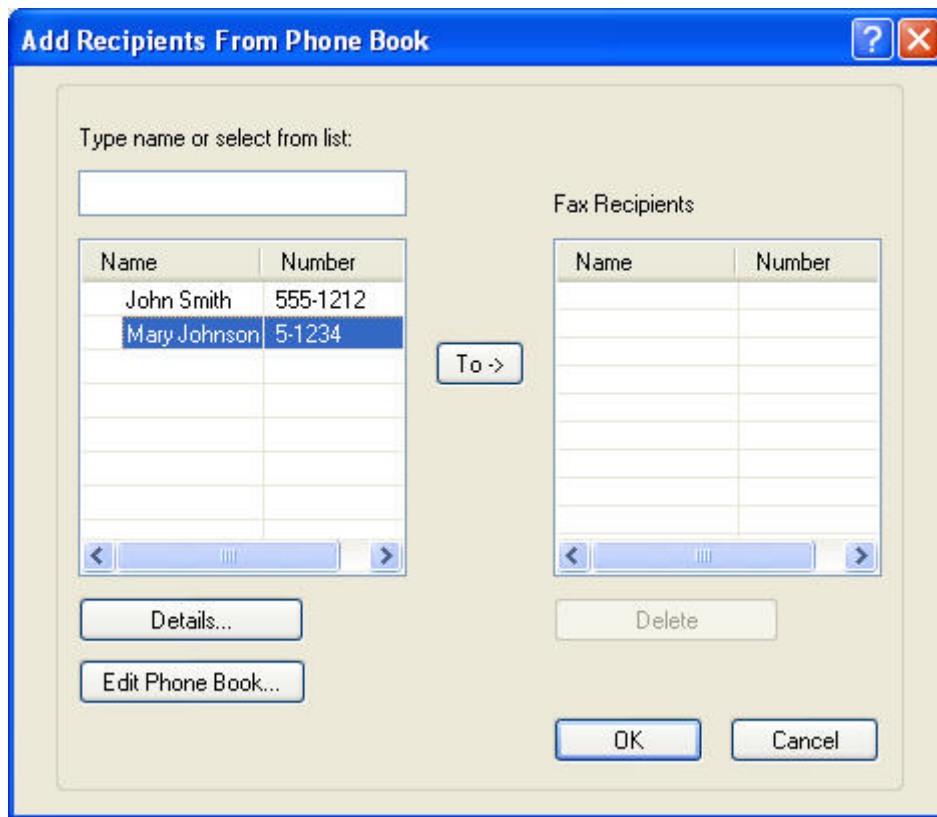 Add Recipients From Phone Book
?
Type name or select from list:
Fax Recipients
Name Number
John Smith 555-1212
Mary Johnson 5-1234
To ->
Name Number
Details...
Edit Phone Book...
Delete
OK Cancel